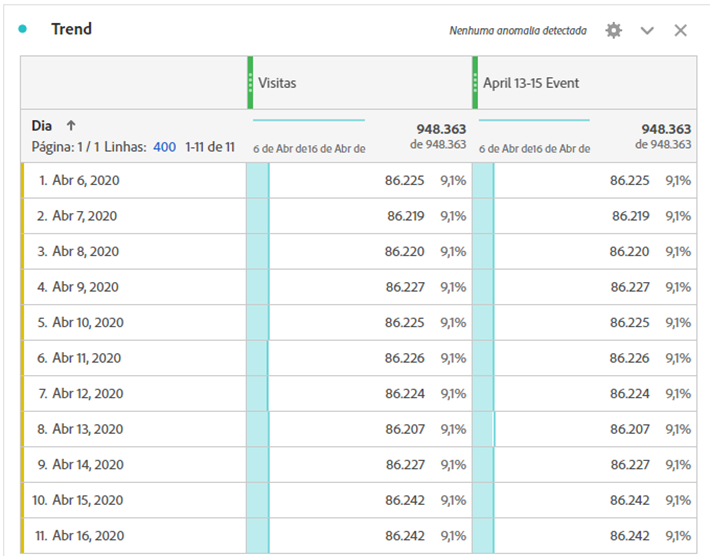 Trend
Nenhuma anomalia detectada
Visitas
April 13-15 Event
Dia ↑
Página: 1 / 1 Linhas: 400 1-11 de 11
6 de Abr de16 de Abr de
948.363
de 948.363
6 de Abr de16 de Abr de
948.363
de 948.363
1. Abr 6, 2020 86.225 9,1% 86.225 9,1%
2. Abr 7, 2020 86.219 9,1% 86.219 9,1%
3. Abr 8, 2020 86.220 9,1% 86.220 9,1%
4. Abr 9, 2020 86.227 9,1% 86.227 9,1%
5. Abr 10, 2020 86.225 9,1% 86.225 9,1%
6. Abr 11, 2020 86.226 9,1% 86.226 9,1%
7. Abr 12, 2020 86.224 9,1% 86.224 9,1%
8. Abr 13, 2020 86.207 9,1% 86.207 9,1%
9. Abr 14, 2020 86.227 9,1% 86.227 9,1%
10. Abr 15, 2020 86.242 9,1% 86.242 9,1%
11. Abr 16, 2020 86.242 9,1% 86.242 9,1%